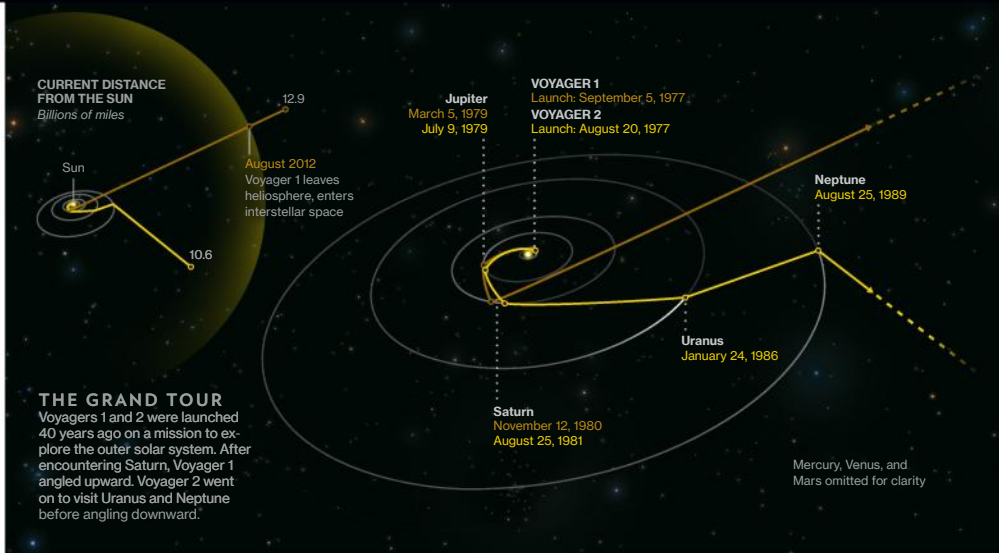 CURRENT DISTANCE
FROM THE SUN
Billions of miles
12.9
Sun
August 2012
Voyager 1 leaves
heliosphere, enters
interstellar space
10.6
Jupiter
March 5, 1979
July 9, 1979
VOYAGER 1
Launch: September 5, 1977
VOYAGER 2
Launch: August 20, 1977
Neptune
August 25, 1989
Uranus
January 24, 1986
Saturn
November 12, 1980
August 25, 1981
THE GRAND TOUR
Voyagers 1 and 2 were launched
40 years ago on a mission to ex-
plore the outer solar system. After
encountering Saturn, Voyager 1
angled upward. Voyager 2 went
on to visit Uranus and Neptune
before angling downward.
Mercury, Venus, and
Mars omitted for clarity